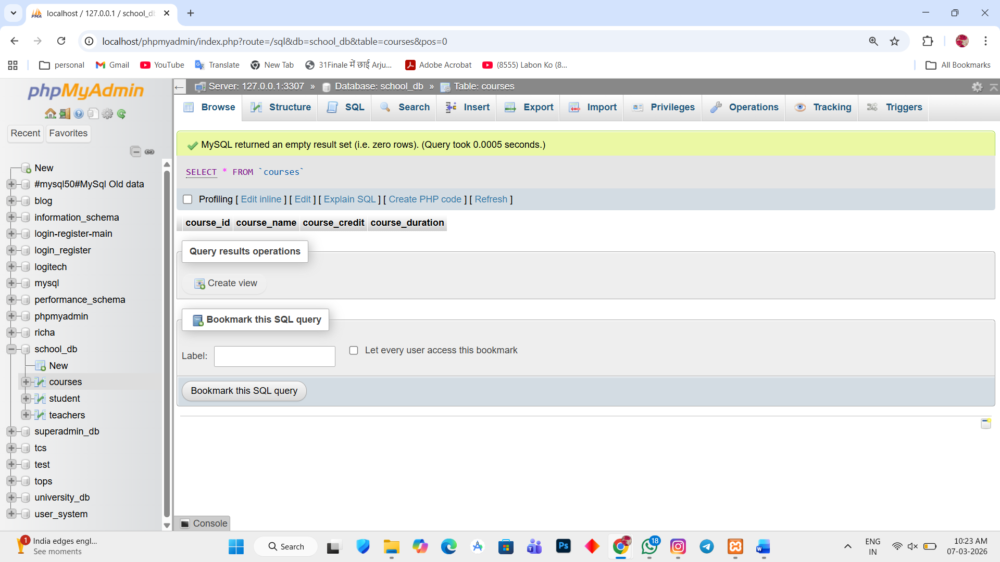 localhost / 127.0.0.1 / school_db
localhost/phpmyadmin/index.php?route=/sql&db=school_db&table=courses&pos=0
personal
Gmail
YouTube
Translate
New Tab
31Finale में छाई Arju...
Adobe Acrobat
(8555) Labon Ko (8...
All Bookmarks
phpMyAdmin
Recent
Favorites
New
#mysql50#MySql Old data
blog
information_schema
login-register-main
login_register
logitech
mysql
performance_schema
phpmyadmin
richa
school_db
New
courses
student
teachers
superadmin_db
tcs
test
tops
university_db
user_system
Server: 127.0.0.1:3307 » Database: school_db » Table: courses
Browse
Structure
SQL
Search
Insert
Export
Import
Privileges
Operations
Tracking
Triggers
MySQL returned an empty result set (i.e. zero rows). (Query took 0.0005 seconds.)
SELECT * FROM `courses`
Profiling [ Edit inline ] [ Edit ] [ Explain SQL ] [ Create PHP code ] [ Refresh ]
course_id course_name course_credit course_duration
Query results operations
Create view
Bookmark this SQL query
Label:
Let every user access this bookmark
Bookmark this SQL query
Console
1
India edges engl...
See moments
Search
Ps
18
ENG
IN
10:23 AM
07-03-2026